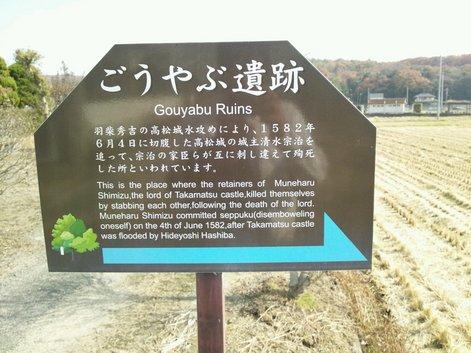 ごうやぶ遺跡
Gouyabu Ruins
羽柴秀吉の高松城水攻めにより、1582年
6月4日に切腹した高松城の城主清水宗治を
追って、宗治の家臣らが互に刺し違えて殉死
した所といわれています。
This is the place where the retainers of Muneharu
Shimizu,the lord of Takamatsu castle,killed themselves
by stabbing each other,following the death of the lord.
Muneharu Shimizu committed seppuku(disemboweling
oneself) on the 4th of June 1582,after Takamatsu castle
was flooded by Hideyoshi Hashiba.